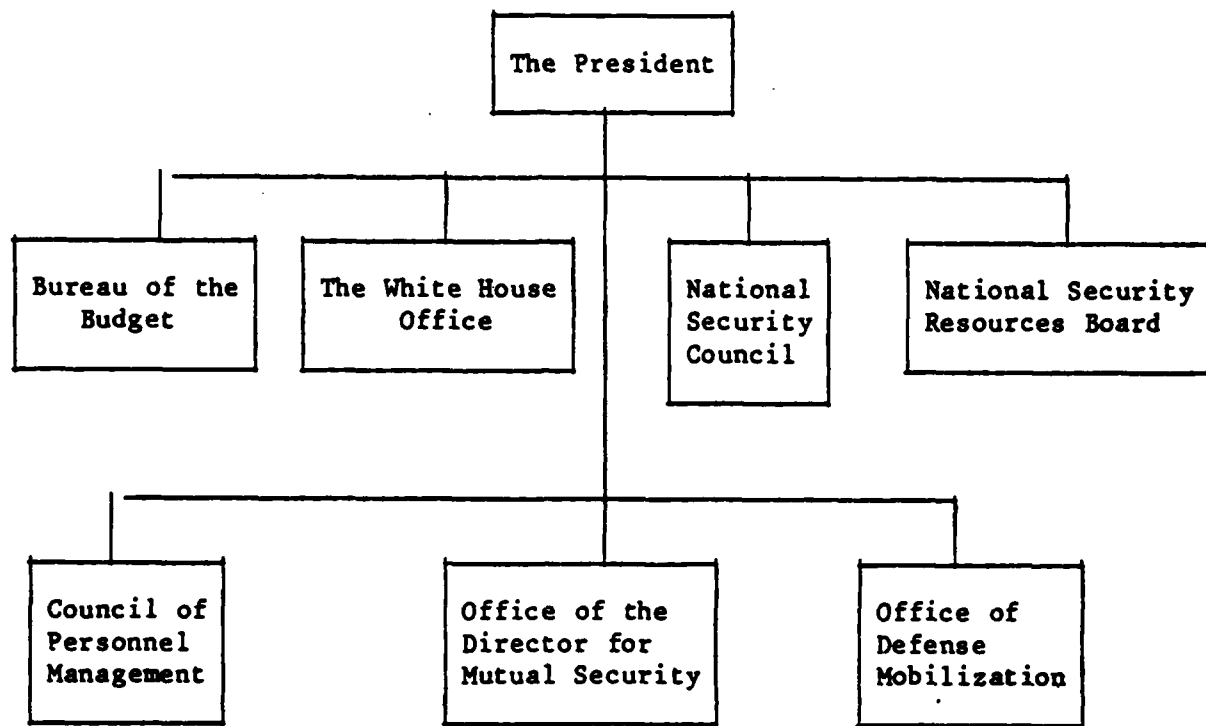 The President
Bureau of the
Budget
The White House
Office
National
Security
Council
National Security
Resources Board
Council of
Personnel
Management
Office of the
Director for
Mutual Security
Office of
Defense
Mobilization